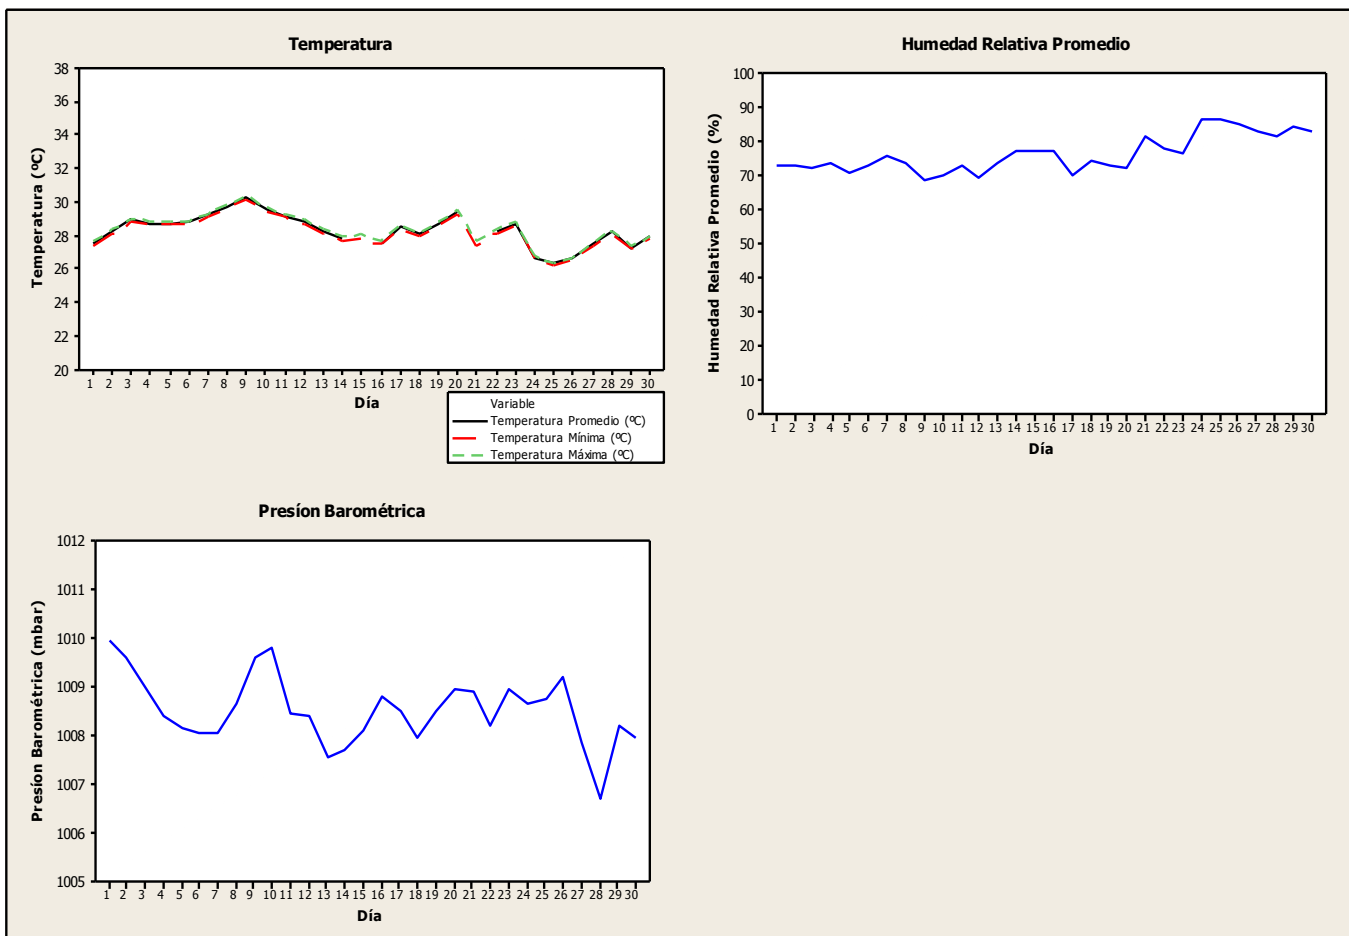 Temperatura
38
36
34
32
30
28
26
24
22
20
Temperatura (ºC)
1 2 3 4 5 6 7 8 9 10 11 12 13 14 15 16 17 18 19 20 21 22 23 24 25 26 27 28 29 30
Día
Variable
Temperatura Promedio (ºC)
Temperatura Mínima (ºC)
Temperatura Máxima (ºC)
Humedad Relativa Promedio
100
90
80
70
60
50
40
30
20
10
0
Humedad Relativa Promedio (%)
1 2 3 4 5 6 7 8 9 10 11 12 13 14 15 16 17 18 19 20 21 22 23 24 25 26 27 28 29 30
Día
Presíon Barométrica
1012
1011
1010
1009
1008
1007
1006
1005
Presíon Barométrica (mbar)
1 2 3 4 5 6 7 8 9 10 11 12 13 14 15 16 17 18 19 20 21 22 23 24 25 26 27 28 29 30
Día